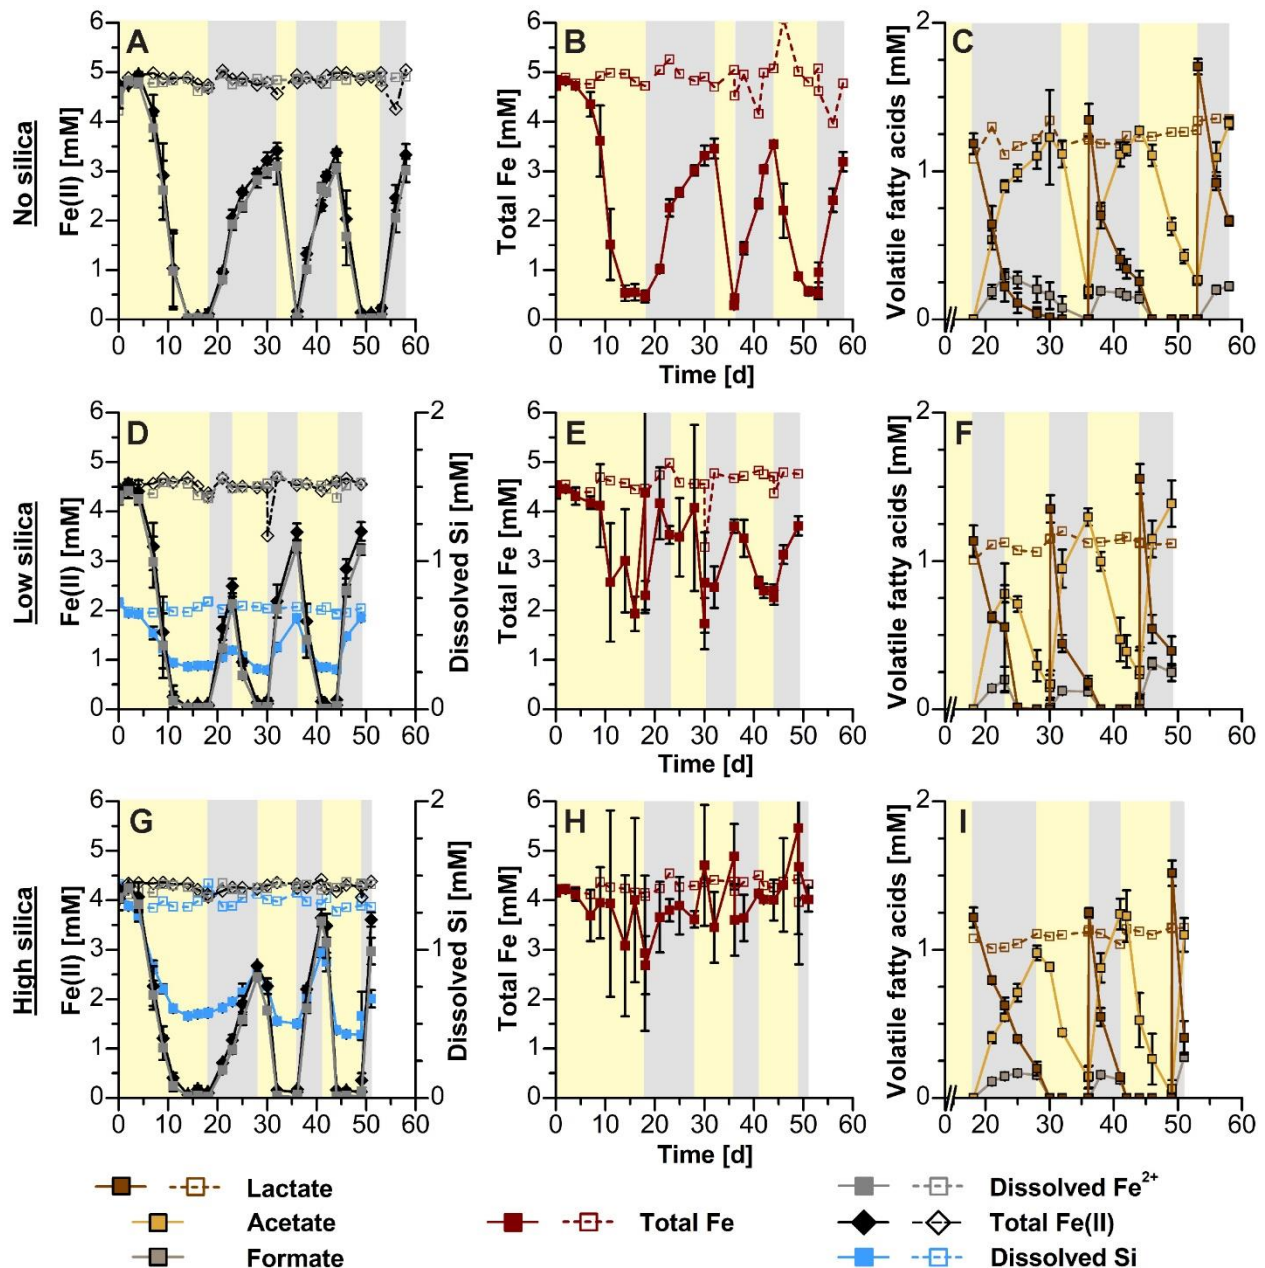 No silica
Fe(II) [mM]
A
6
5
4
3
2
1
0
0 10 20 30 40 50 60
Total Fe [mM]
B
6
5
4
3
2
1
0
0 10 20 30 40 50 60
Time [d]
Volatile fatty acids [mM]
C
2
1
0
20 30 40 50 60
Low silica
Fe(II) [mM]
D
6
5
4
3
2
1
0
0 10 20 30 40 50 60
2
1
0
Dissolved Si [mM]
Total Fe [mM]
E
6
5
4
3
2
1
0
0 10 20 30 40 50 60
Time [d]
Volatile fatty acids [mM]
F
2
1
0
20 30 40 50 60
High silica
Fe(II) [mM]
G
6
5
4
3
2
1
0
0 10 20 30 40 50 60
2
1
0
Dissolved Si [mM]
Total Fe [mM]
H
6
5
4
3
2
1
0
0 10 20 30 40 50 60
Time [d]
Volatile fatty acids [mM]
I
2
1
0
20 30 40 50 60
Lactate
Acetate
Formate
Total Fe
Dissolved Fe²⁺
Total Fe(II)
Dissolved Si